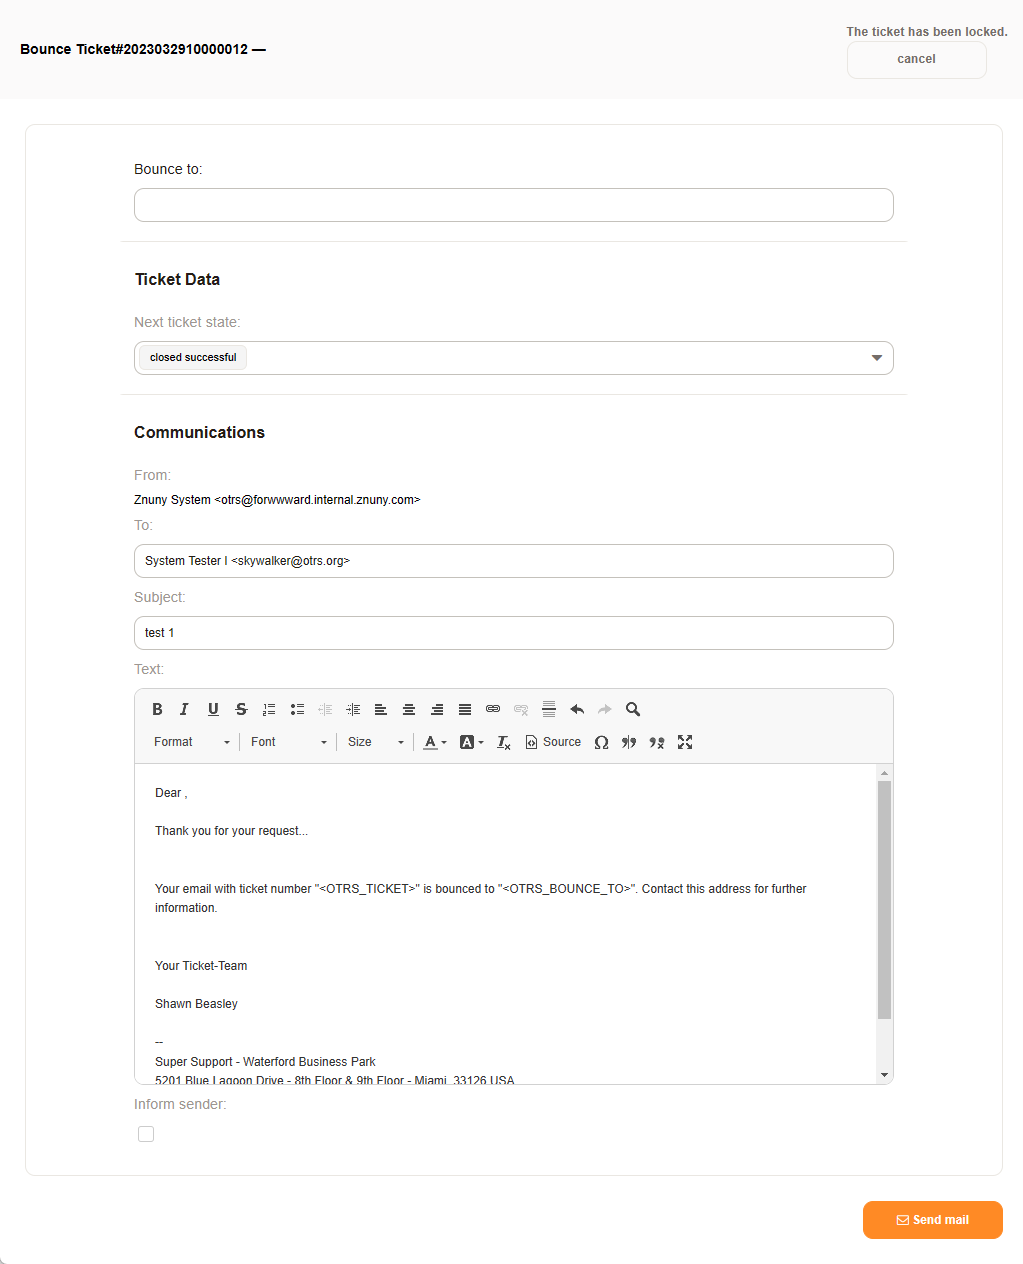 The ticket has been locked.
Bounce Ticket#2023032910000012 —
cancel
Bounce to:
Ticket Data
Next ticket state:
closed successful
Communications
From:
Znuny System <otrs@forwwward.internal.znuny.com>
To:
System Tester I <skywalker@otrs.org>
Subject:
test 1
Text:
Format Font Size A A Source
Dear ,
Thank you for your request...
Your email with ticket number "<OTRS_TICKET>" is bounced to "<OTRS_BOUNCE_TO>". Contact this address for further
information.
Your Ticket-Team
Shawn Beasley
--
Super Support - Waterford Business Park
5201 Blue Lagoon Drive - 8th Floor & 9th Floor - Miami, 33126 USA
Inform sender:
Send mail